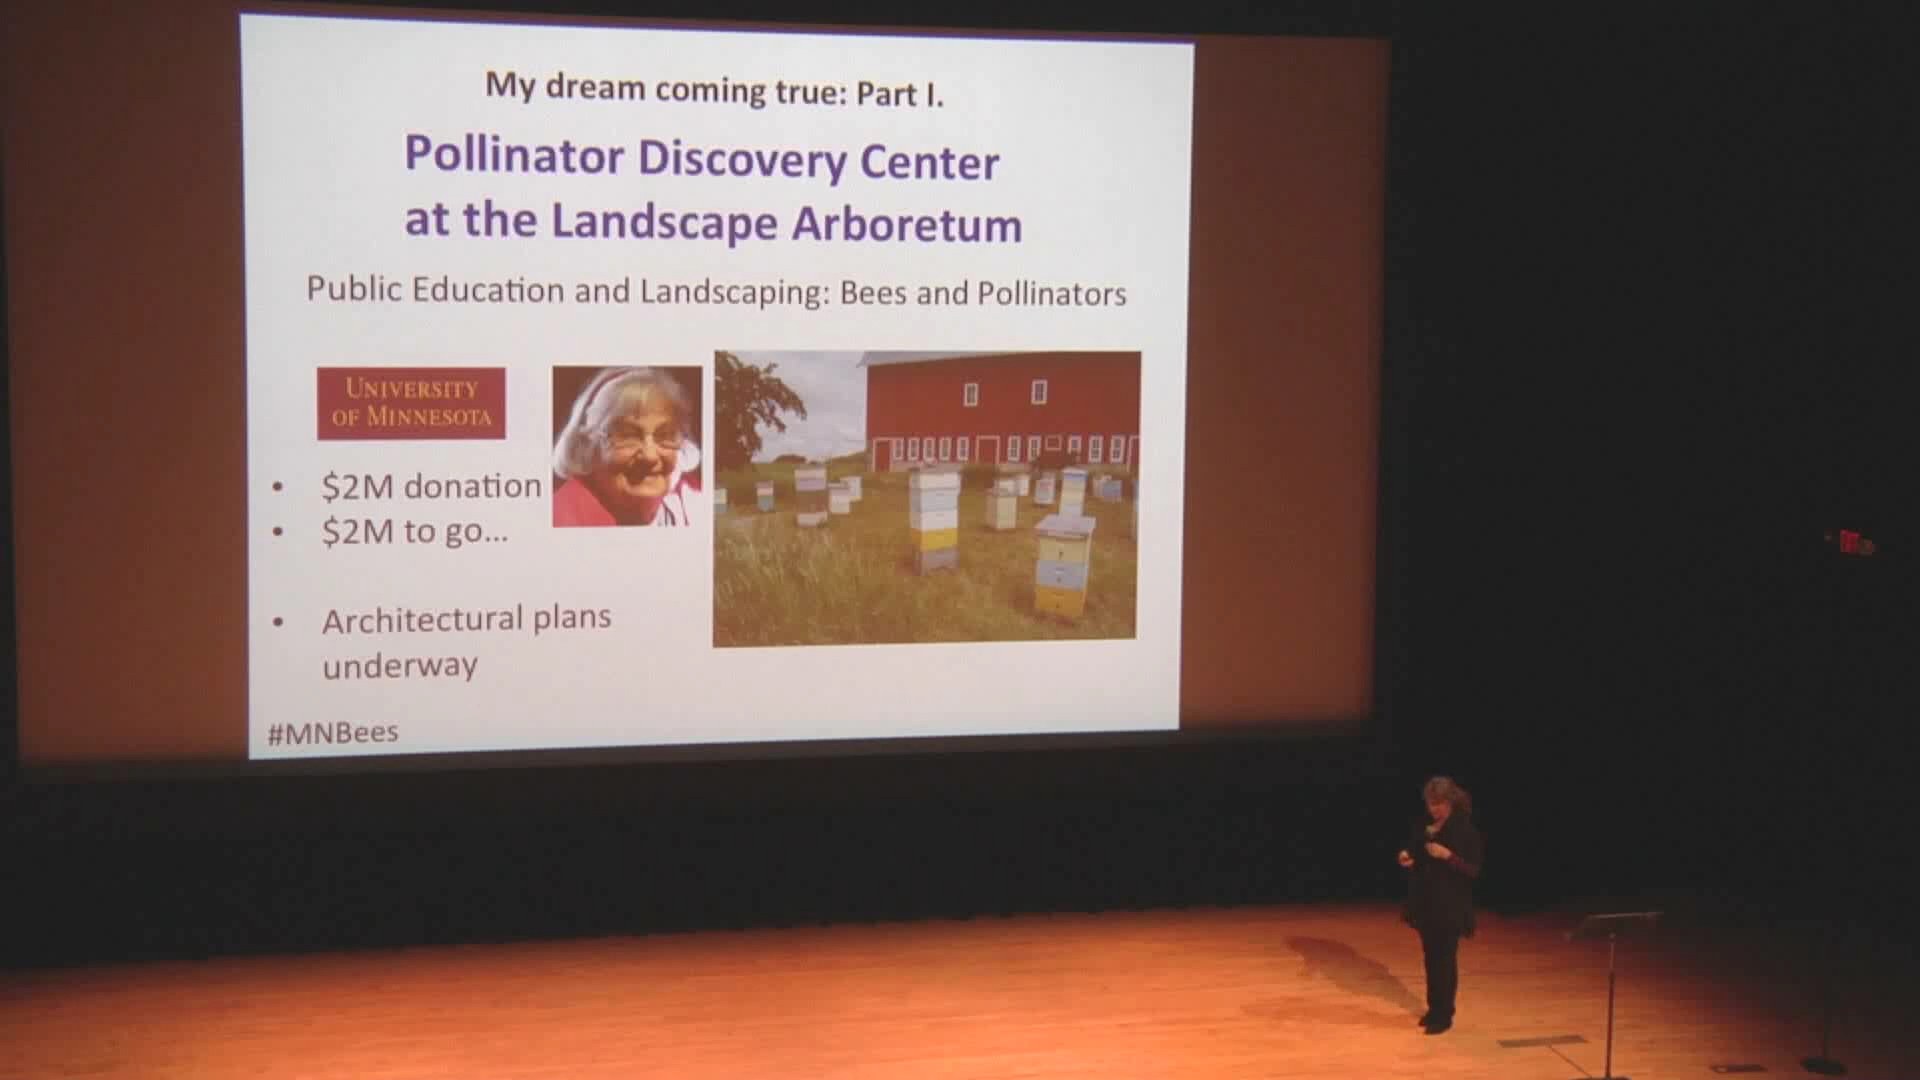 My dream coming true: Part I.
Pollinator Discovery Center
at the Landscape Arboretum
Public Education and Landscaping: Bees and Pollinators
UNIVERSITY
OF MINNESOTA
• $2M donation
• $2M to go...
• Architectural plans
underway
#MNBees